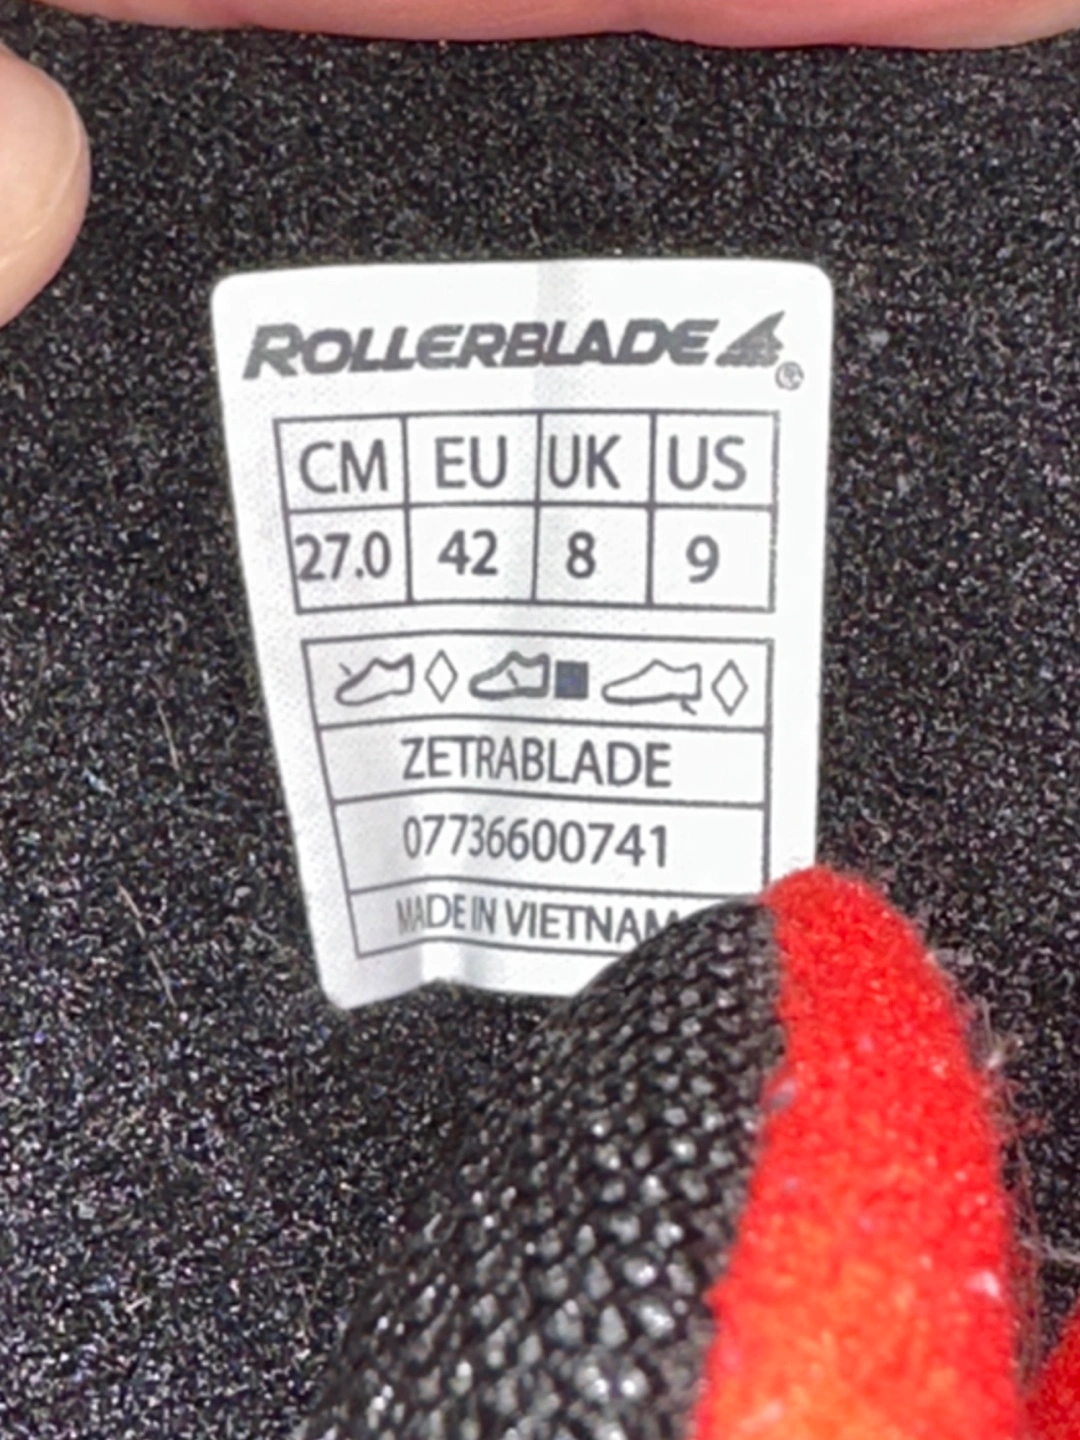 ROLLERBLADE ®
CM EU UK US
27.0 42 8 9
ZETRABLADE
07736600741
MADE IN VIETNAM